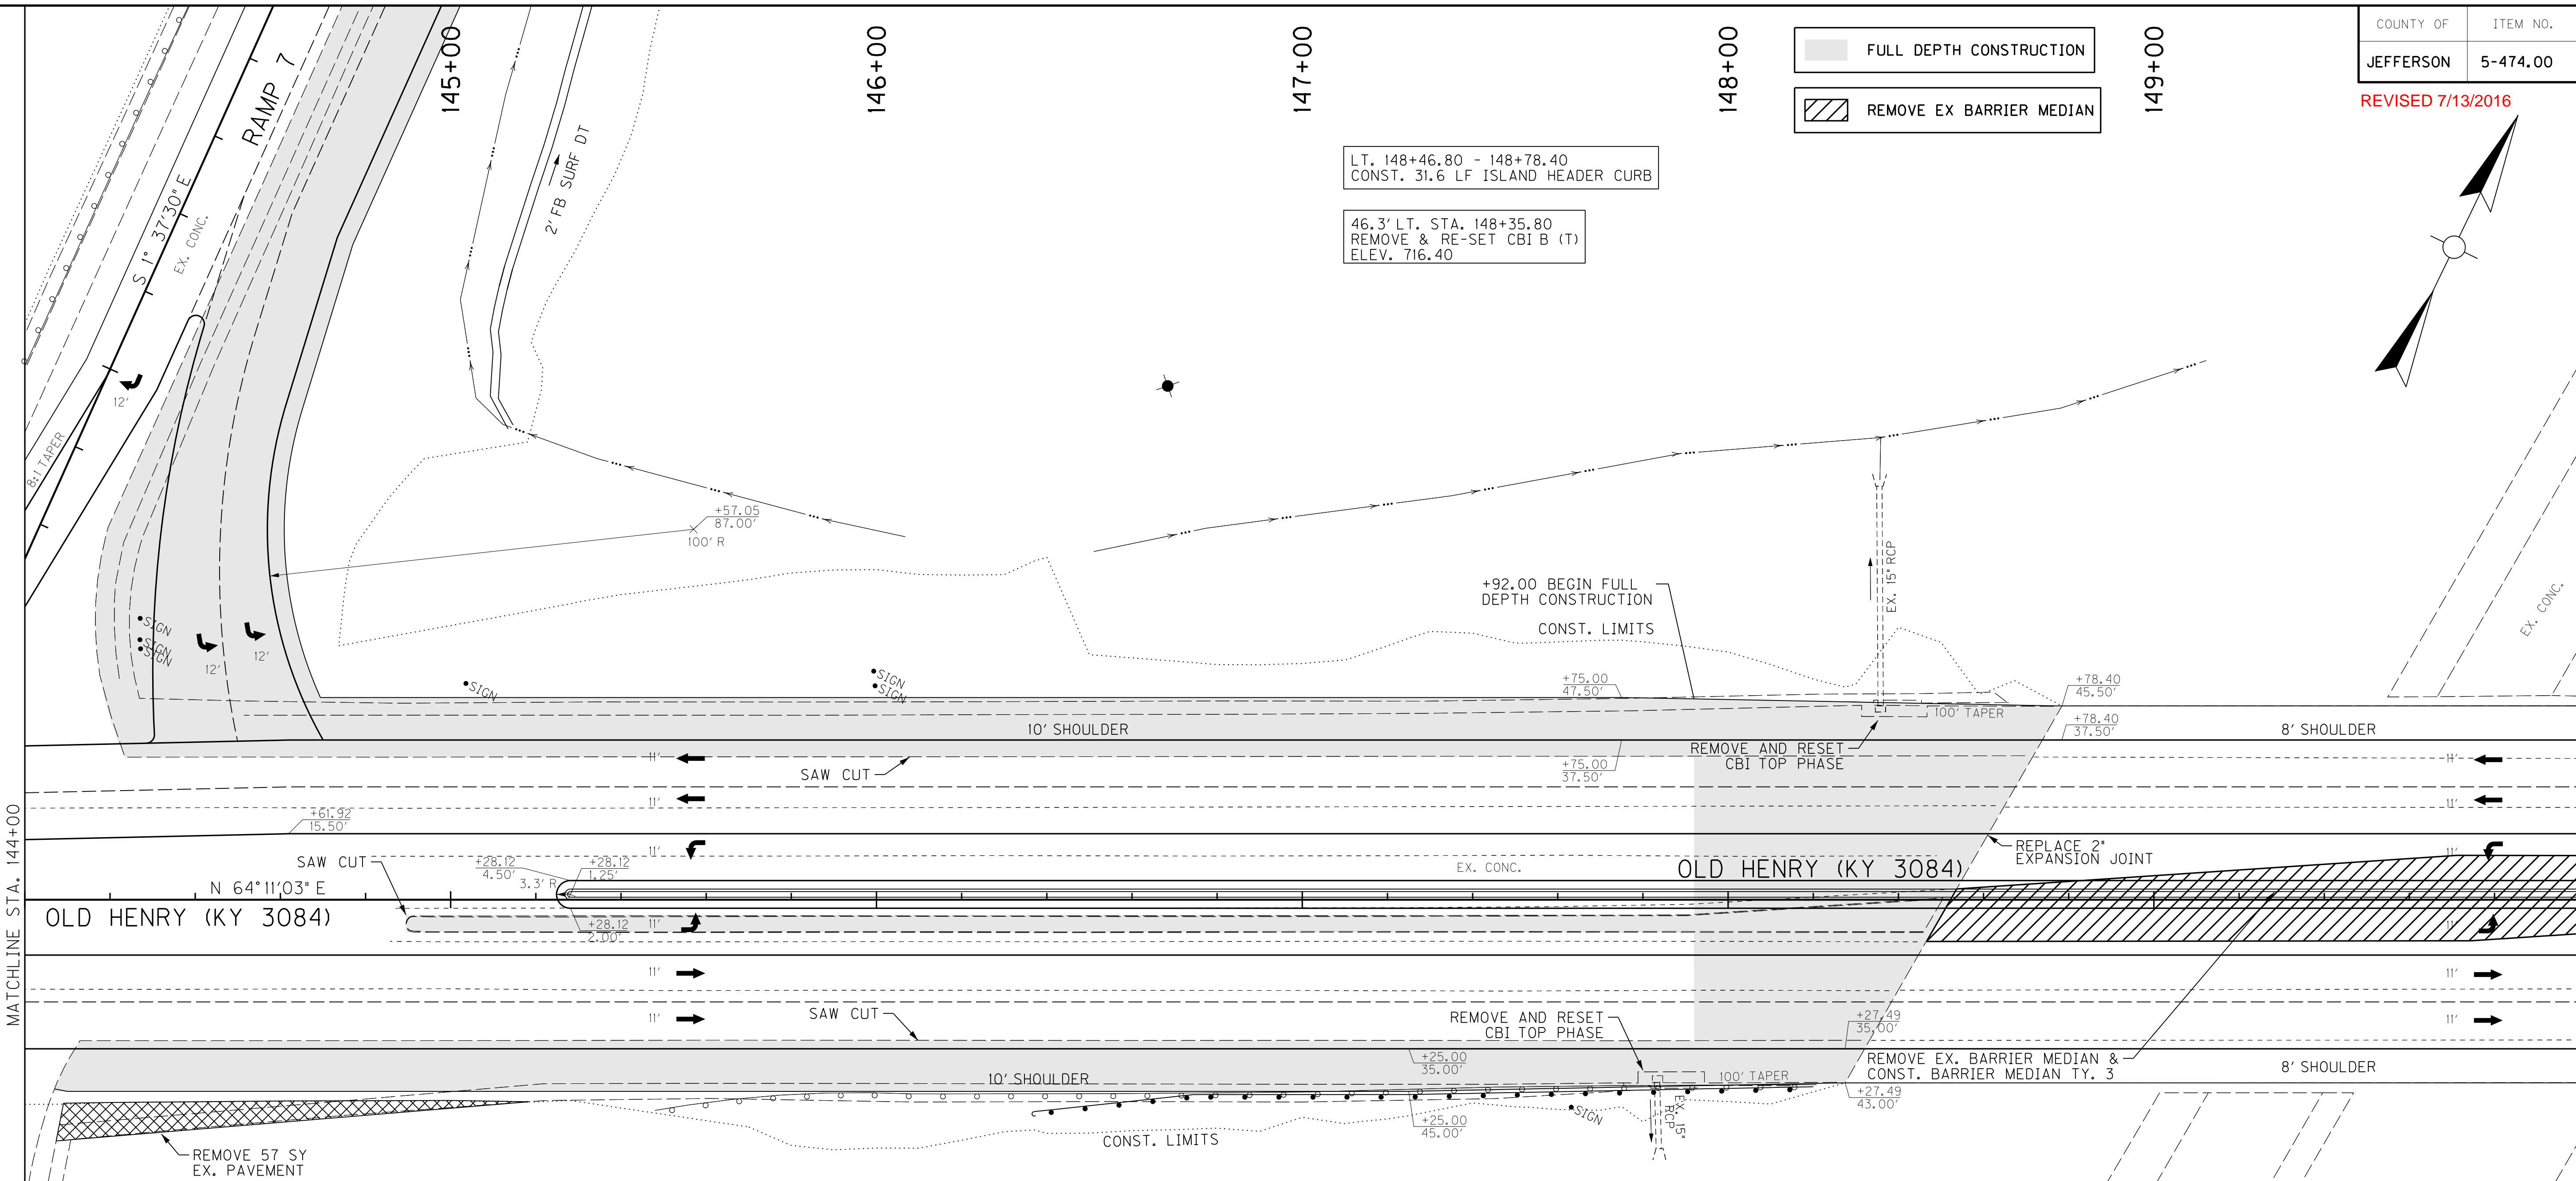 COUNTY OF
ITEM NO.
JEFFERSON
5-474.00
REVISED 7/13/2016
FULL DEPTH CONSTRUCTION
REMOVE EX BARRIER MEDIAN
145+00
146+00
147+00
148+00
149+00
LT. 148+46.80 - 148+78.40
CONST. 31.6 LF ISLAND HEADER CURB
46.3' LT. STA. 148+35.80
REMOVE & RE-SET CBI B (T)
ELEV. 716.40
RAMP 7
S 1° 37'30" E
EX. CONC.
2' FB SURF DT
12'
8:1 TAPER
+57.05
87.00'
100' R
SIGN
SIGN
SIGN
12'
12'
SIGN
SIGN
SIGN
+92.00 BEGIN FULL
DEPTH CONSTRUCTION
CONST. LIMITS
EX. 15" RCP
EX. CONC.
+75.00
47.50'
+78.40
45.50'
100' TAPER
+78.40
37.50'
10' SHOULDER
8' SHOULDER
REMOVE AND RESET
CBI TOP PHASE
+75.00
37.50'
11'
11'
SAW CUT
11'
11'
+61.92
15.50'
REPLACE 2"
EXPANSION JOINT
11'
11'
SAW CUT
+28.12
4.50'
+28.12
1.25'
3.3' R
EX. CONC.
OLD HENRY (KY 3084)
N 64°11'03" E
OLD HENRY (KY 3084)
+28.12
2.00'
11'
11'
MATCHLINE STA. 144+00
11'
11'
SAW CUT
11'
11'
REMOVE AND RESET
CBI TOP PHASE
+27.49
35.00'
+25.00
35.00'
REMOVE EX. BARRIER MEDIAN &
CONST. BARRIER MEDIAN TY. 3
8' SHOULDER
10' SHOULDER
100' TAPER
+27.49
43.00'
SIGN
EX. 15"
RCP
+25.00
45.00'
CONST. LIMITS
REMOVE 57 SY
EX. PAVEMENT